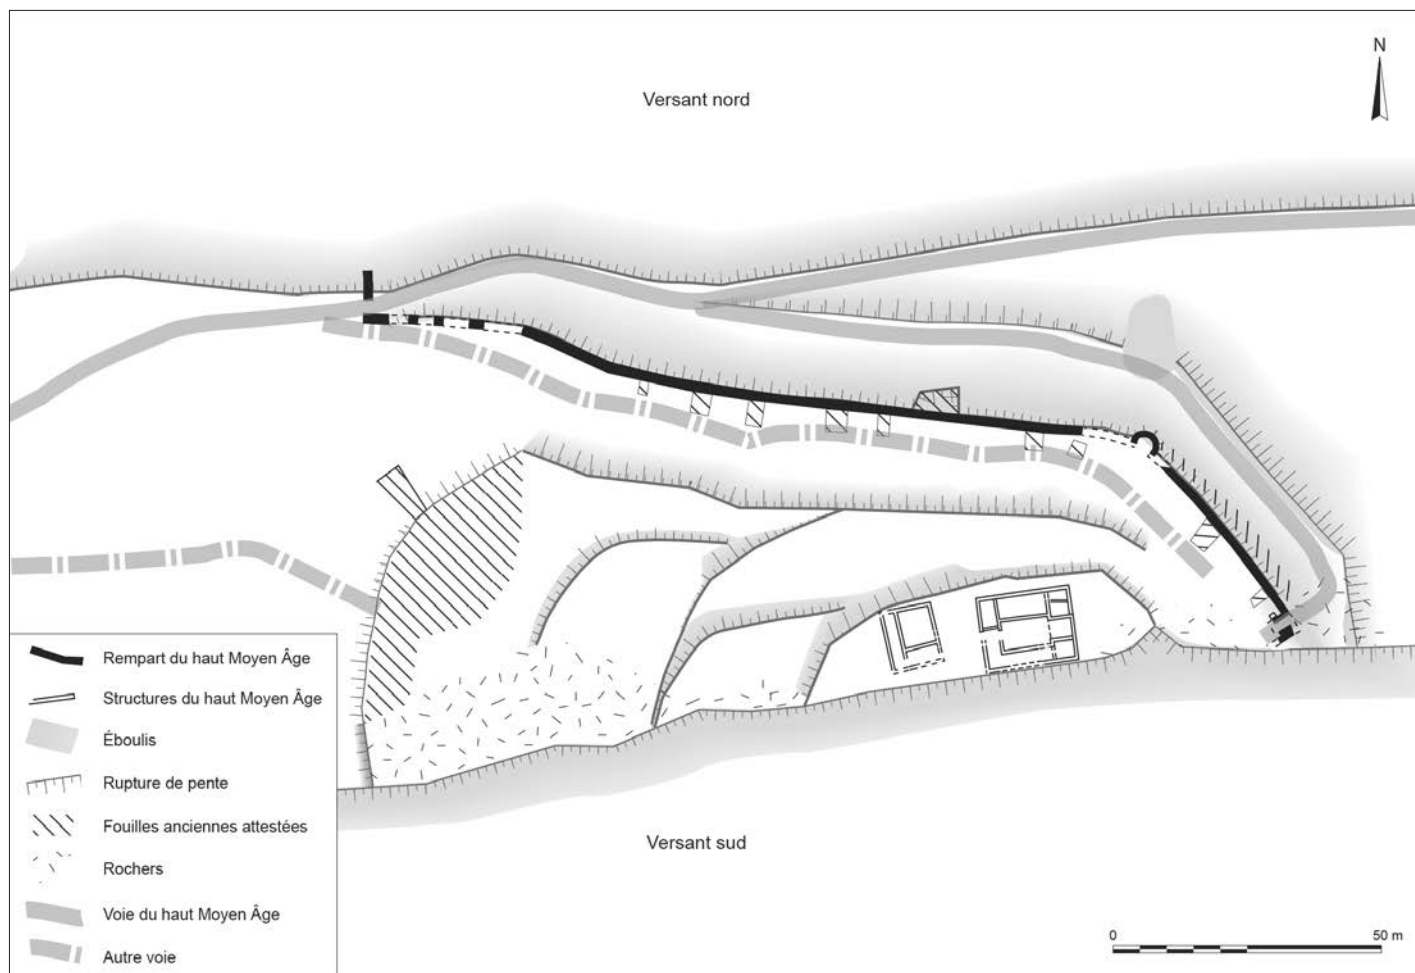 N
Versant nord
Rempart du haut Moyen Âge
Structures du haut Moyen Âge
Éboulis
Rupture de pente
Fouilles anciennes attestées
Rochers
Voie du haut Moyen Âge
Autre voie
Versant sud
0 50 m